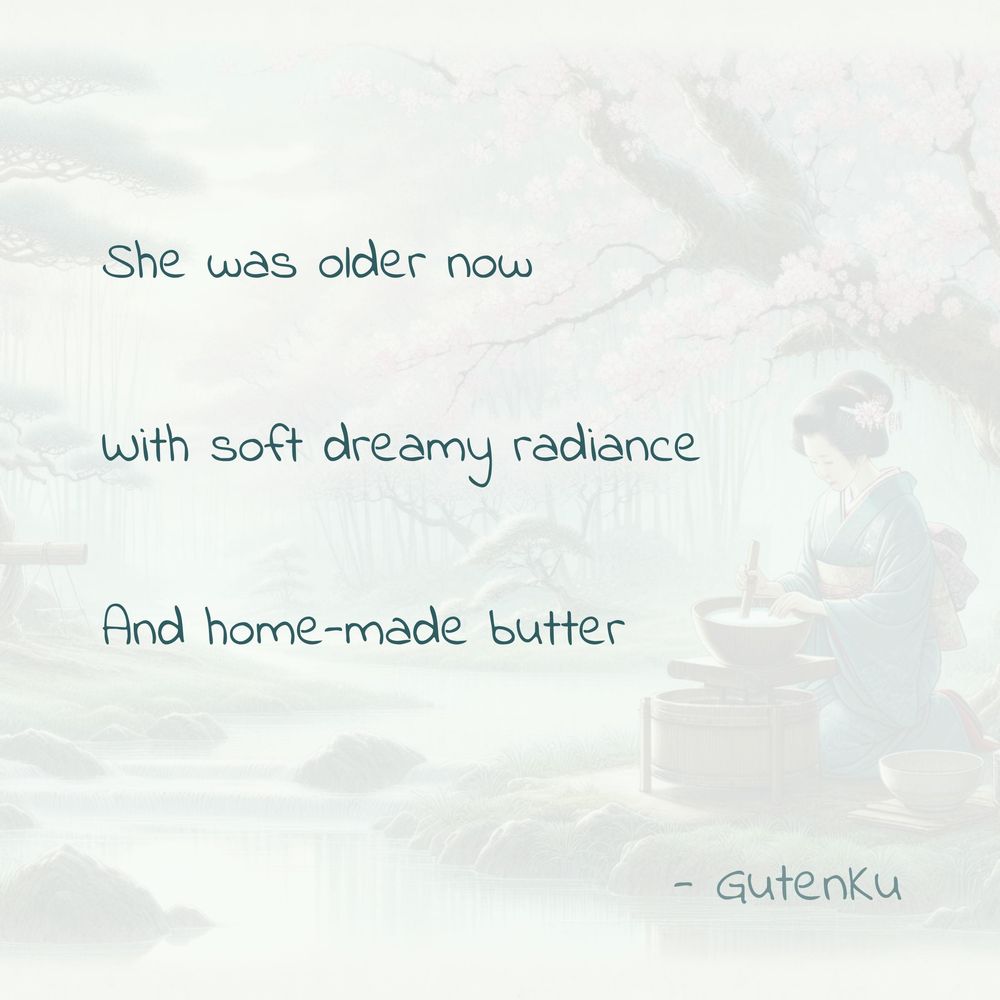 She was older now
with soft dreamy radiance
And home-made butter
- GutenKu